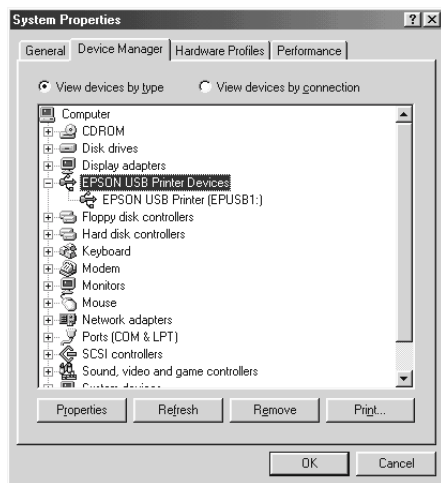 System Properties
General Device Manager Hardware Profiles Performance
View devices by type View devices by connection
Computer
CDROM
Disk drives
Display adapters
EPSON USB Printer Devices
EPSON USB Printer (EPUSB1:)
Floppy disk controllers
Hard disk controllers
Keyboard
Modem
Monitors
Mouse
Network adapters
Ports (COM & LPT)
SCSI controllers
Sound, video and game controllers
Properties Refresh Remove Print...
OK Cancel